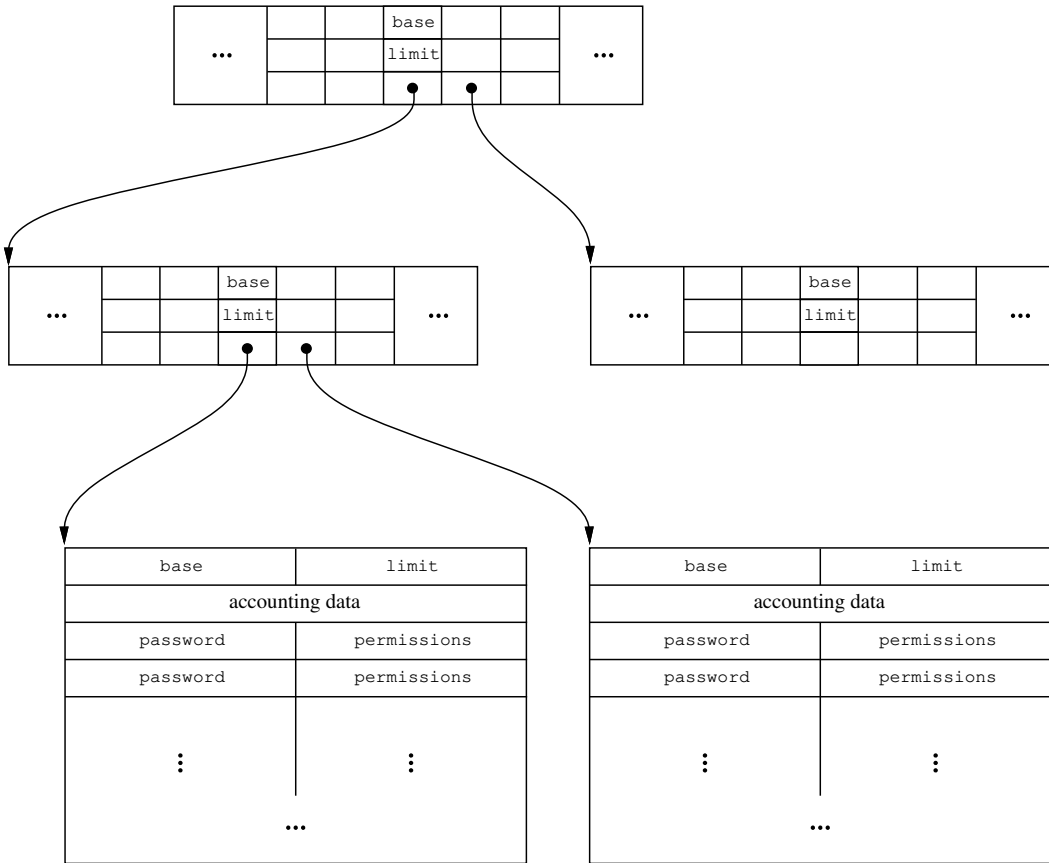 base
... limit ...
base
... limit ...
base
... limit ...
base limit
accounting data
password permissions
password permissions
⋮ ⋮
...
base limit
accounting data
password permissions
password permissions
⋮ ⋮
...